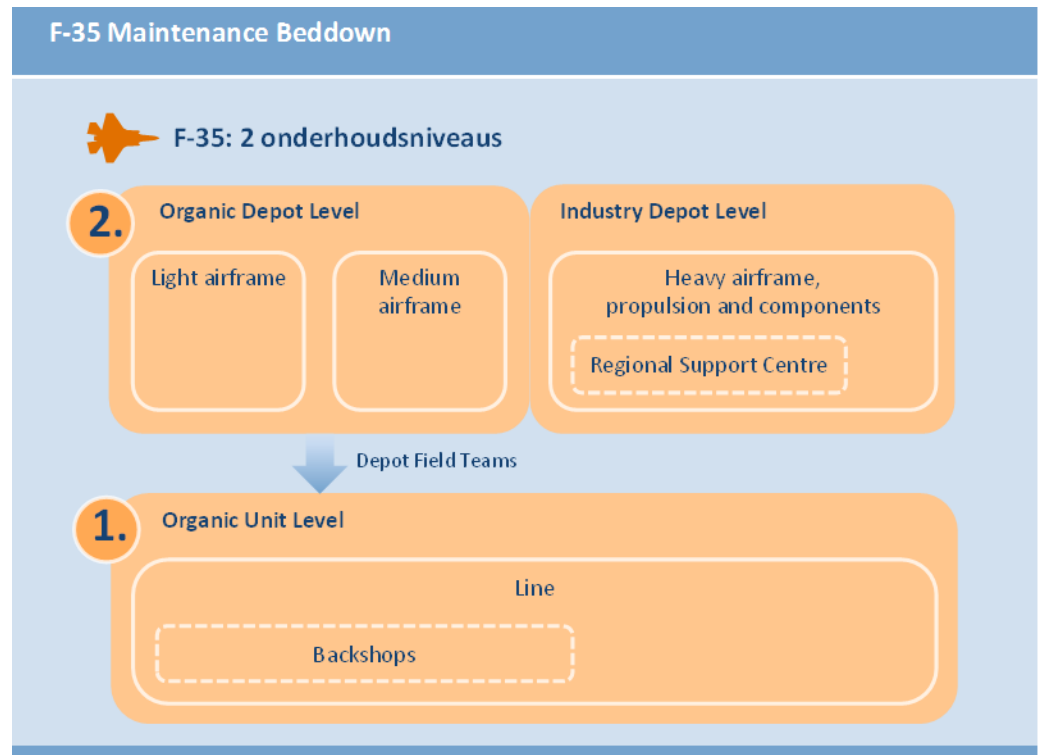 F-35 Maintenance Beddown
F-35: 2 onderhoudsniveaus
2.
Organic Depot Level
Industry Depot Level
Light airframe
Medium
airframe
Heavy airframe,
propulsion and components
Regional Support Centre
Depot Field Teams
1.
Organic Unit Level
Line
Backshops